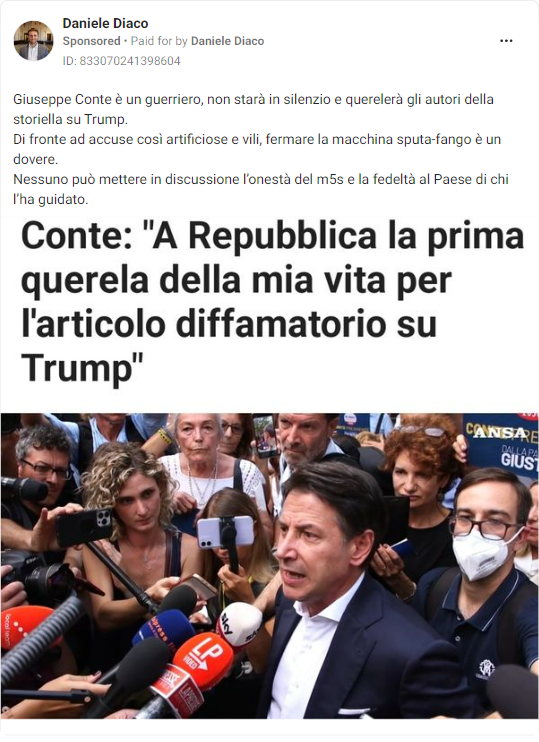 Daniele Diaco
Sponsored • Paid for by Daniele Diaco
ID: 833070241398604
Giuseppe Conte è un guerriero, non starà in silenzio e querelerà gli autori della
storiella su Trump.
Di fronte ad accuse così artificiose e vili, fermare la macchina sputa-fango è un
dovere.
Nessuno può mettere in discussione l'onestà del m5s e la fedeltà al Paese di chi
l'ha guidato.
Conte: "A Repubblica la prima
querela della mia vita per
l'articolo diffamatorio su
Trump"
ANSA
DALLA PA
GIUST
sky
LP
VIDEO